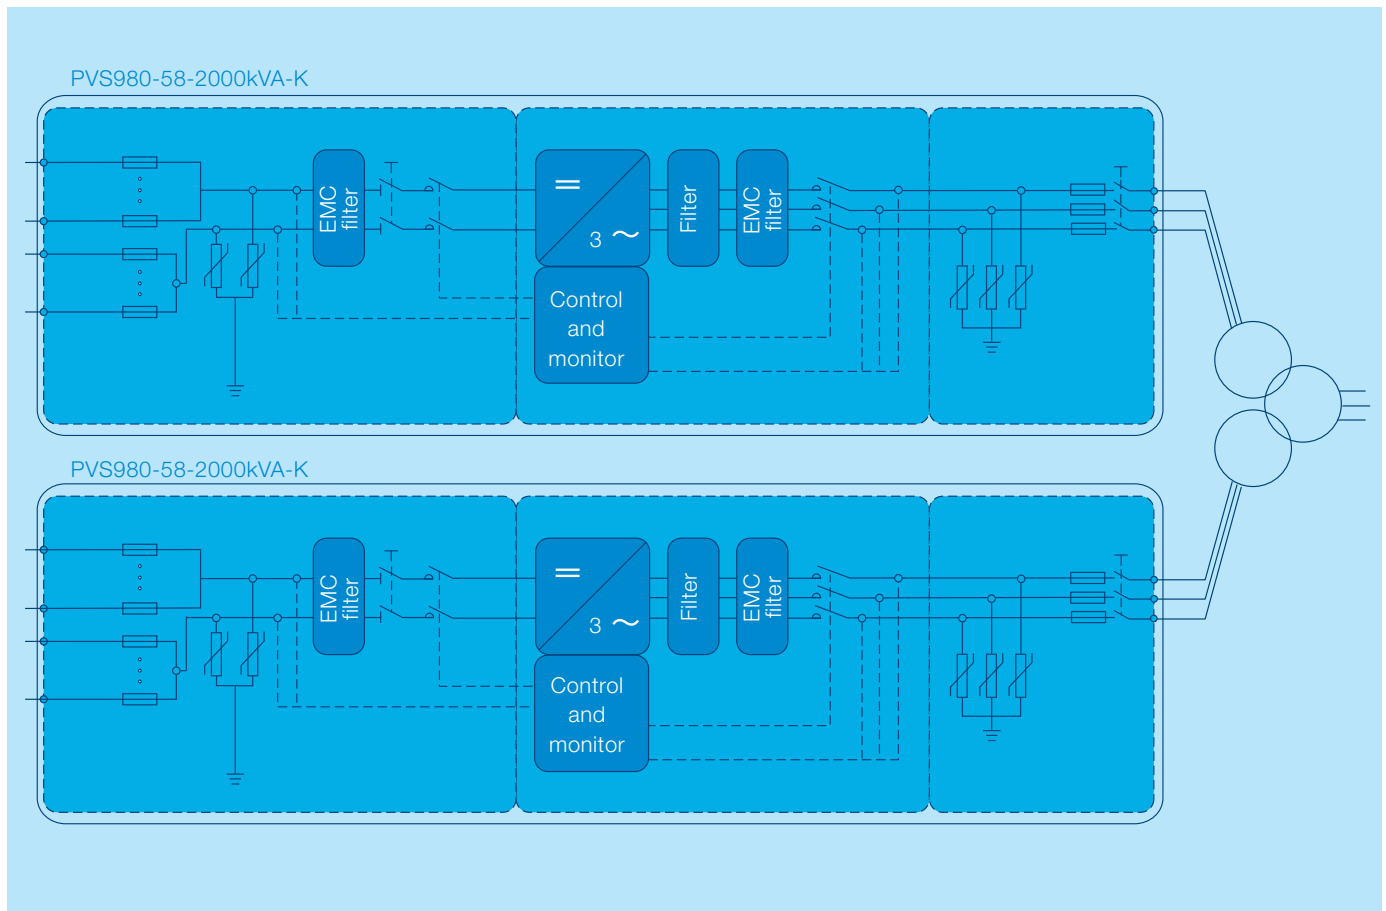 PVS980-58-2000kVA-K
EMC
filter
3
Filter
EMC
filter
Control
and
monitor
PVS980-58-2000kVA-K
EMC
filter
3
Filter
EMC
filter
Control
and
monitor